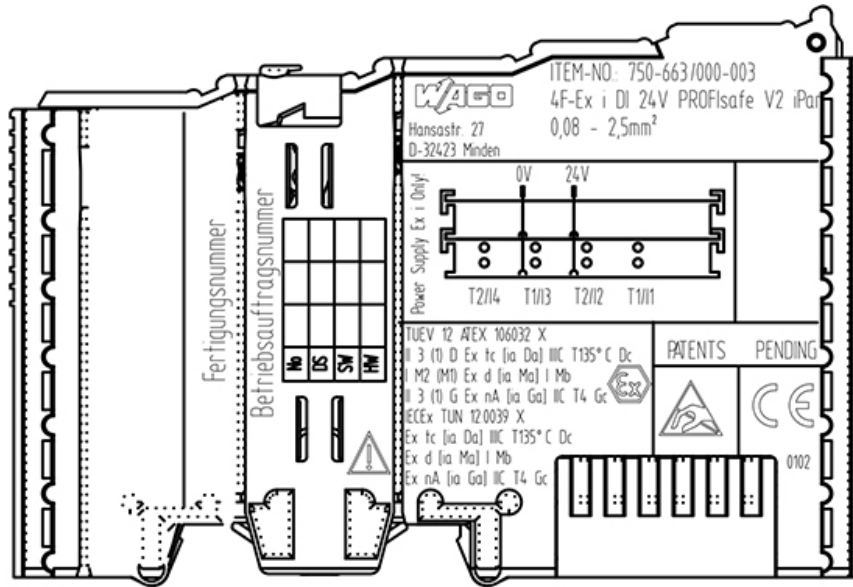 WAGO
Hansastr. 27
D-32423 Minden
ITEM-NO.: 750-663/000-003
4F-Ex i DI 24V PROFIsafe V2 iPar
0,08 - 2,5mm²
Power Supply Ex i Only!
0V 24V
T2/I4 T1/I3 T2/I2 T1/I1
Fertigungsnummer
Betriebsauftragsnummer
No
DS
SW
HW
TUEV 12 ATEX 106032 X
II 3 (1) D Ex tc [ia Da] IIIC T135°C Dc
I M2 (M1) Ex d [ia Ma] I Mb
II 3 (1) G Ex nA [ia Ga] IIC T4 Gc
IECEx TUN 12.0039 X
Ex tc [ia Da] IIIC T135°C Dc
Ex d [ia Ma] I Mb
Ex nA [ia Ga] IIC T4 Gc
Ex
PATENTS PENDING
CE
0102